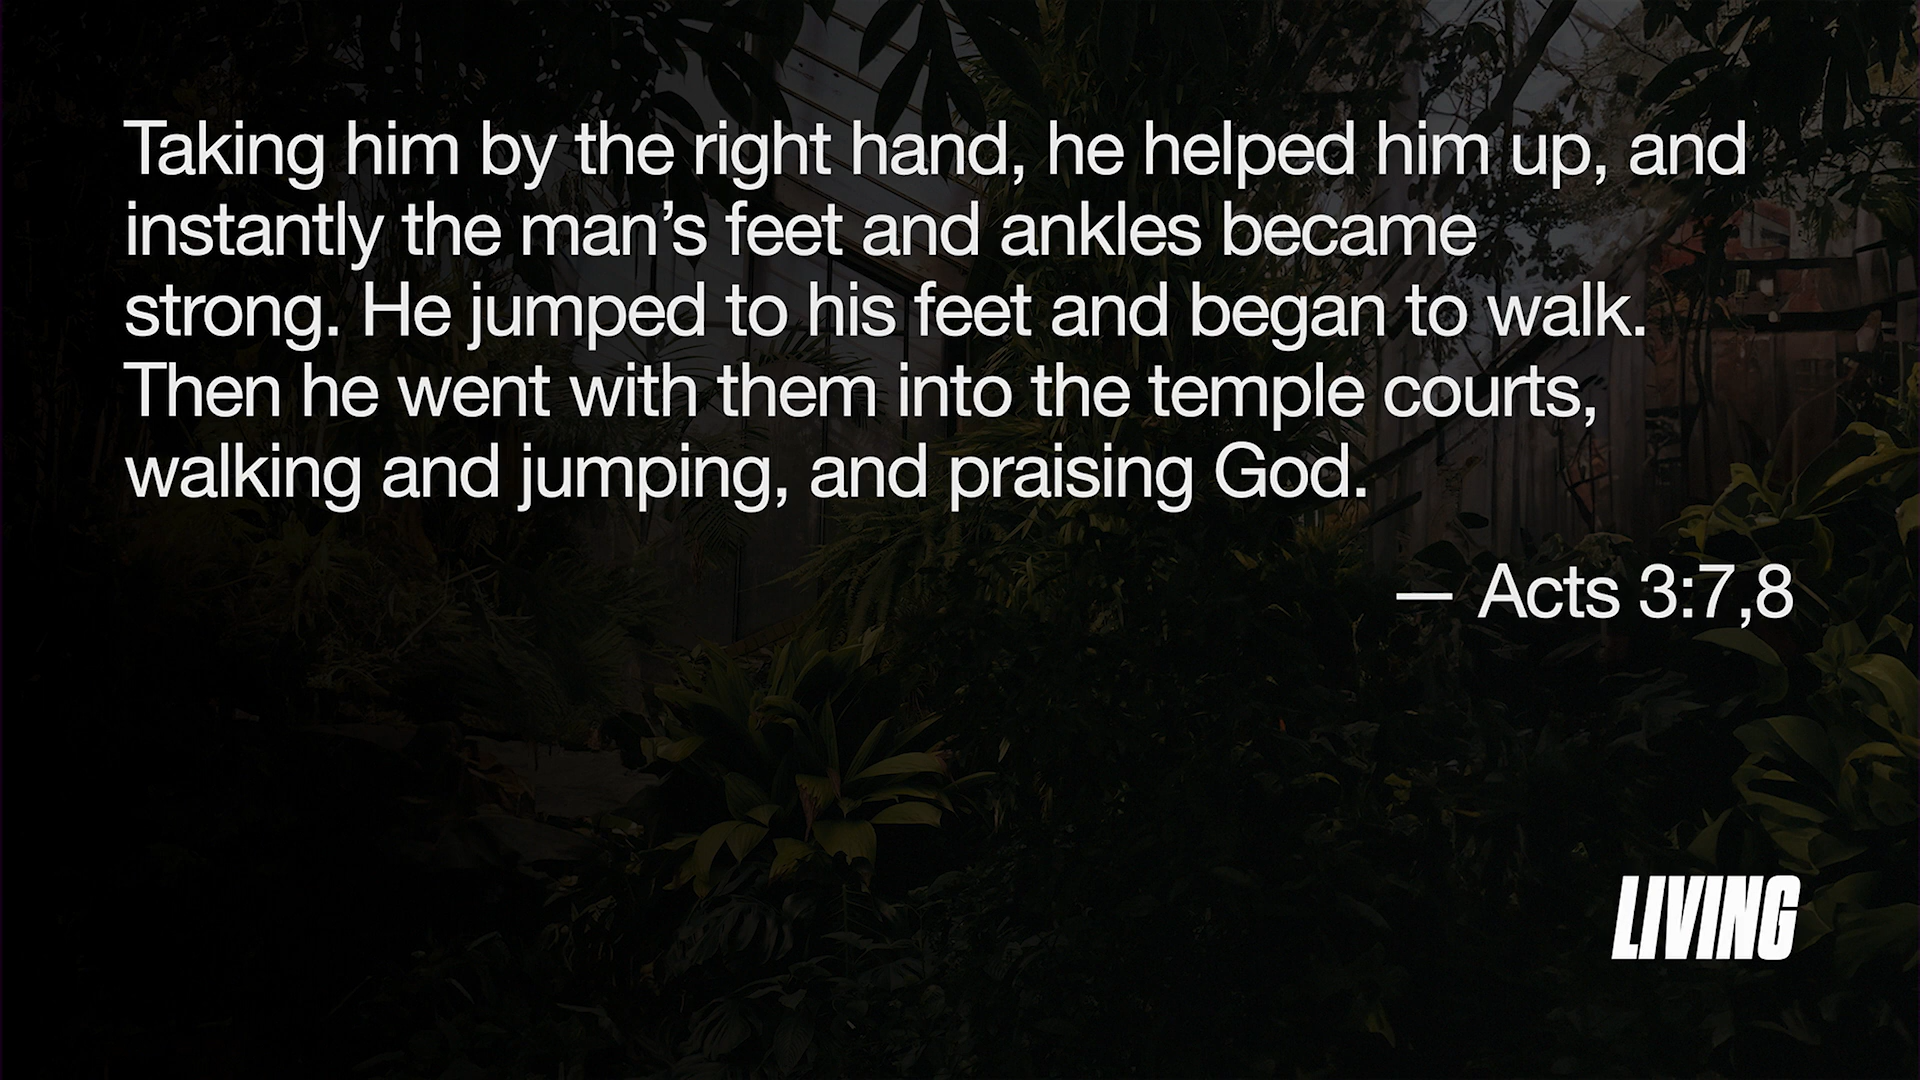 Taking him by the right hand, he helped him up, and
instantly the man’s feet and ankles became
strong. He jumped to his feet and began to walk.
Then he went with them into the temple courts,
walking and jumping, and praising God.
— Acts 3:7,8
LIVING